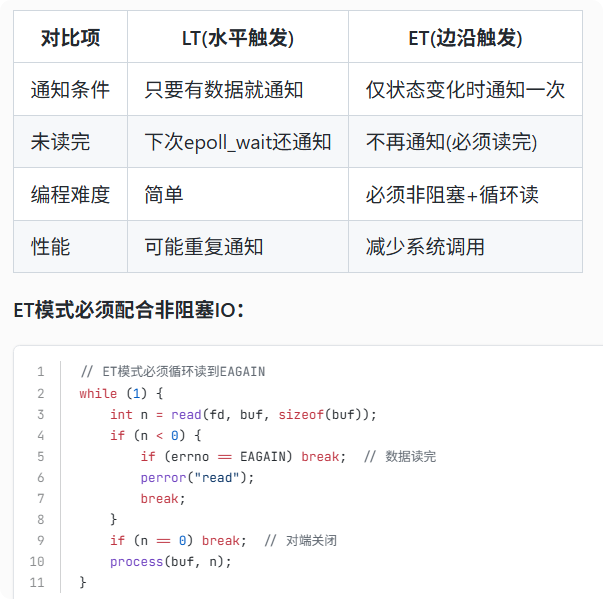 对比项 LT(水平触发) ET(边沿触发)
通知条件 只要有数据就通知 仅状态变化时通知一次
未读完 下次epoll_wait还通知 不再通知(必须读完)
编程难度 简单 必须非阻塞+循环读
性能 可能重复通知 减少系统调用
ET模式必须配合非阻塞IO：
1 // ET模式必须循环读到EAGAIN
2 while (1) {
3     int n = read(fd, buf, sizeof(buf));
4     if (n < 0) {
5         if (errno == EAGAIN) break;  // 数据读完
6         perror("read");
7         break;
8     }
9     if (n == 0) break;  // 对端关闭
10     process(buf, n);
11 }